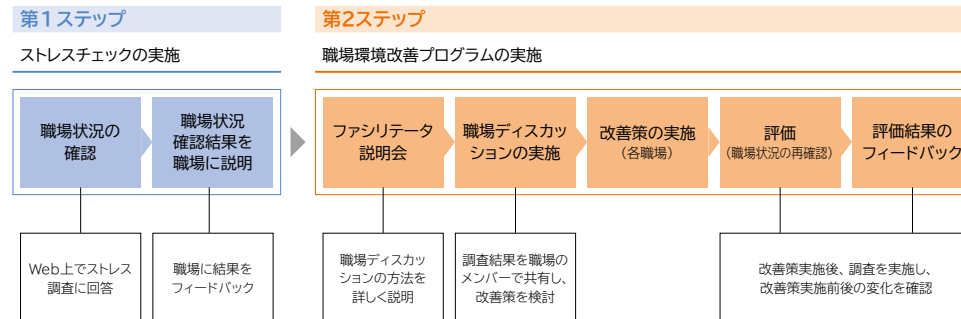 第1ステップ
ストレスチェックの実施
職場状況の
確認
職場状況
確認結果を
職場に説明
Web上でストレス
調査に回答
職場に結果を
フィードバック
第2ステップ
職場環境改善プログラムの実施
ファシリテータ
説明会
職場ディスカッ
ションの実施
改善策の実施
（各職場）
評価
（職場状況の再確認）
評価結果の
フィードバック
職場ディスカッ
ションの方法を
詳しく説明
調査結果を職場の
メンバーで共有し、
改善策を検討
改善策実施後、調査を実施し、
改善策実施前後の変化を確認